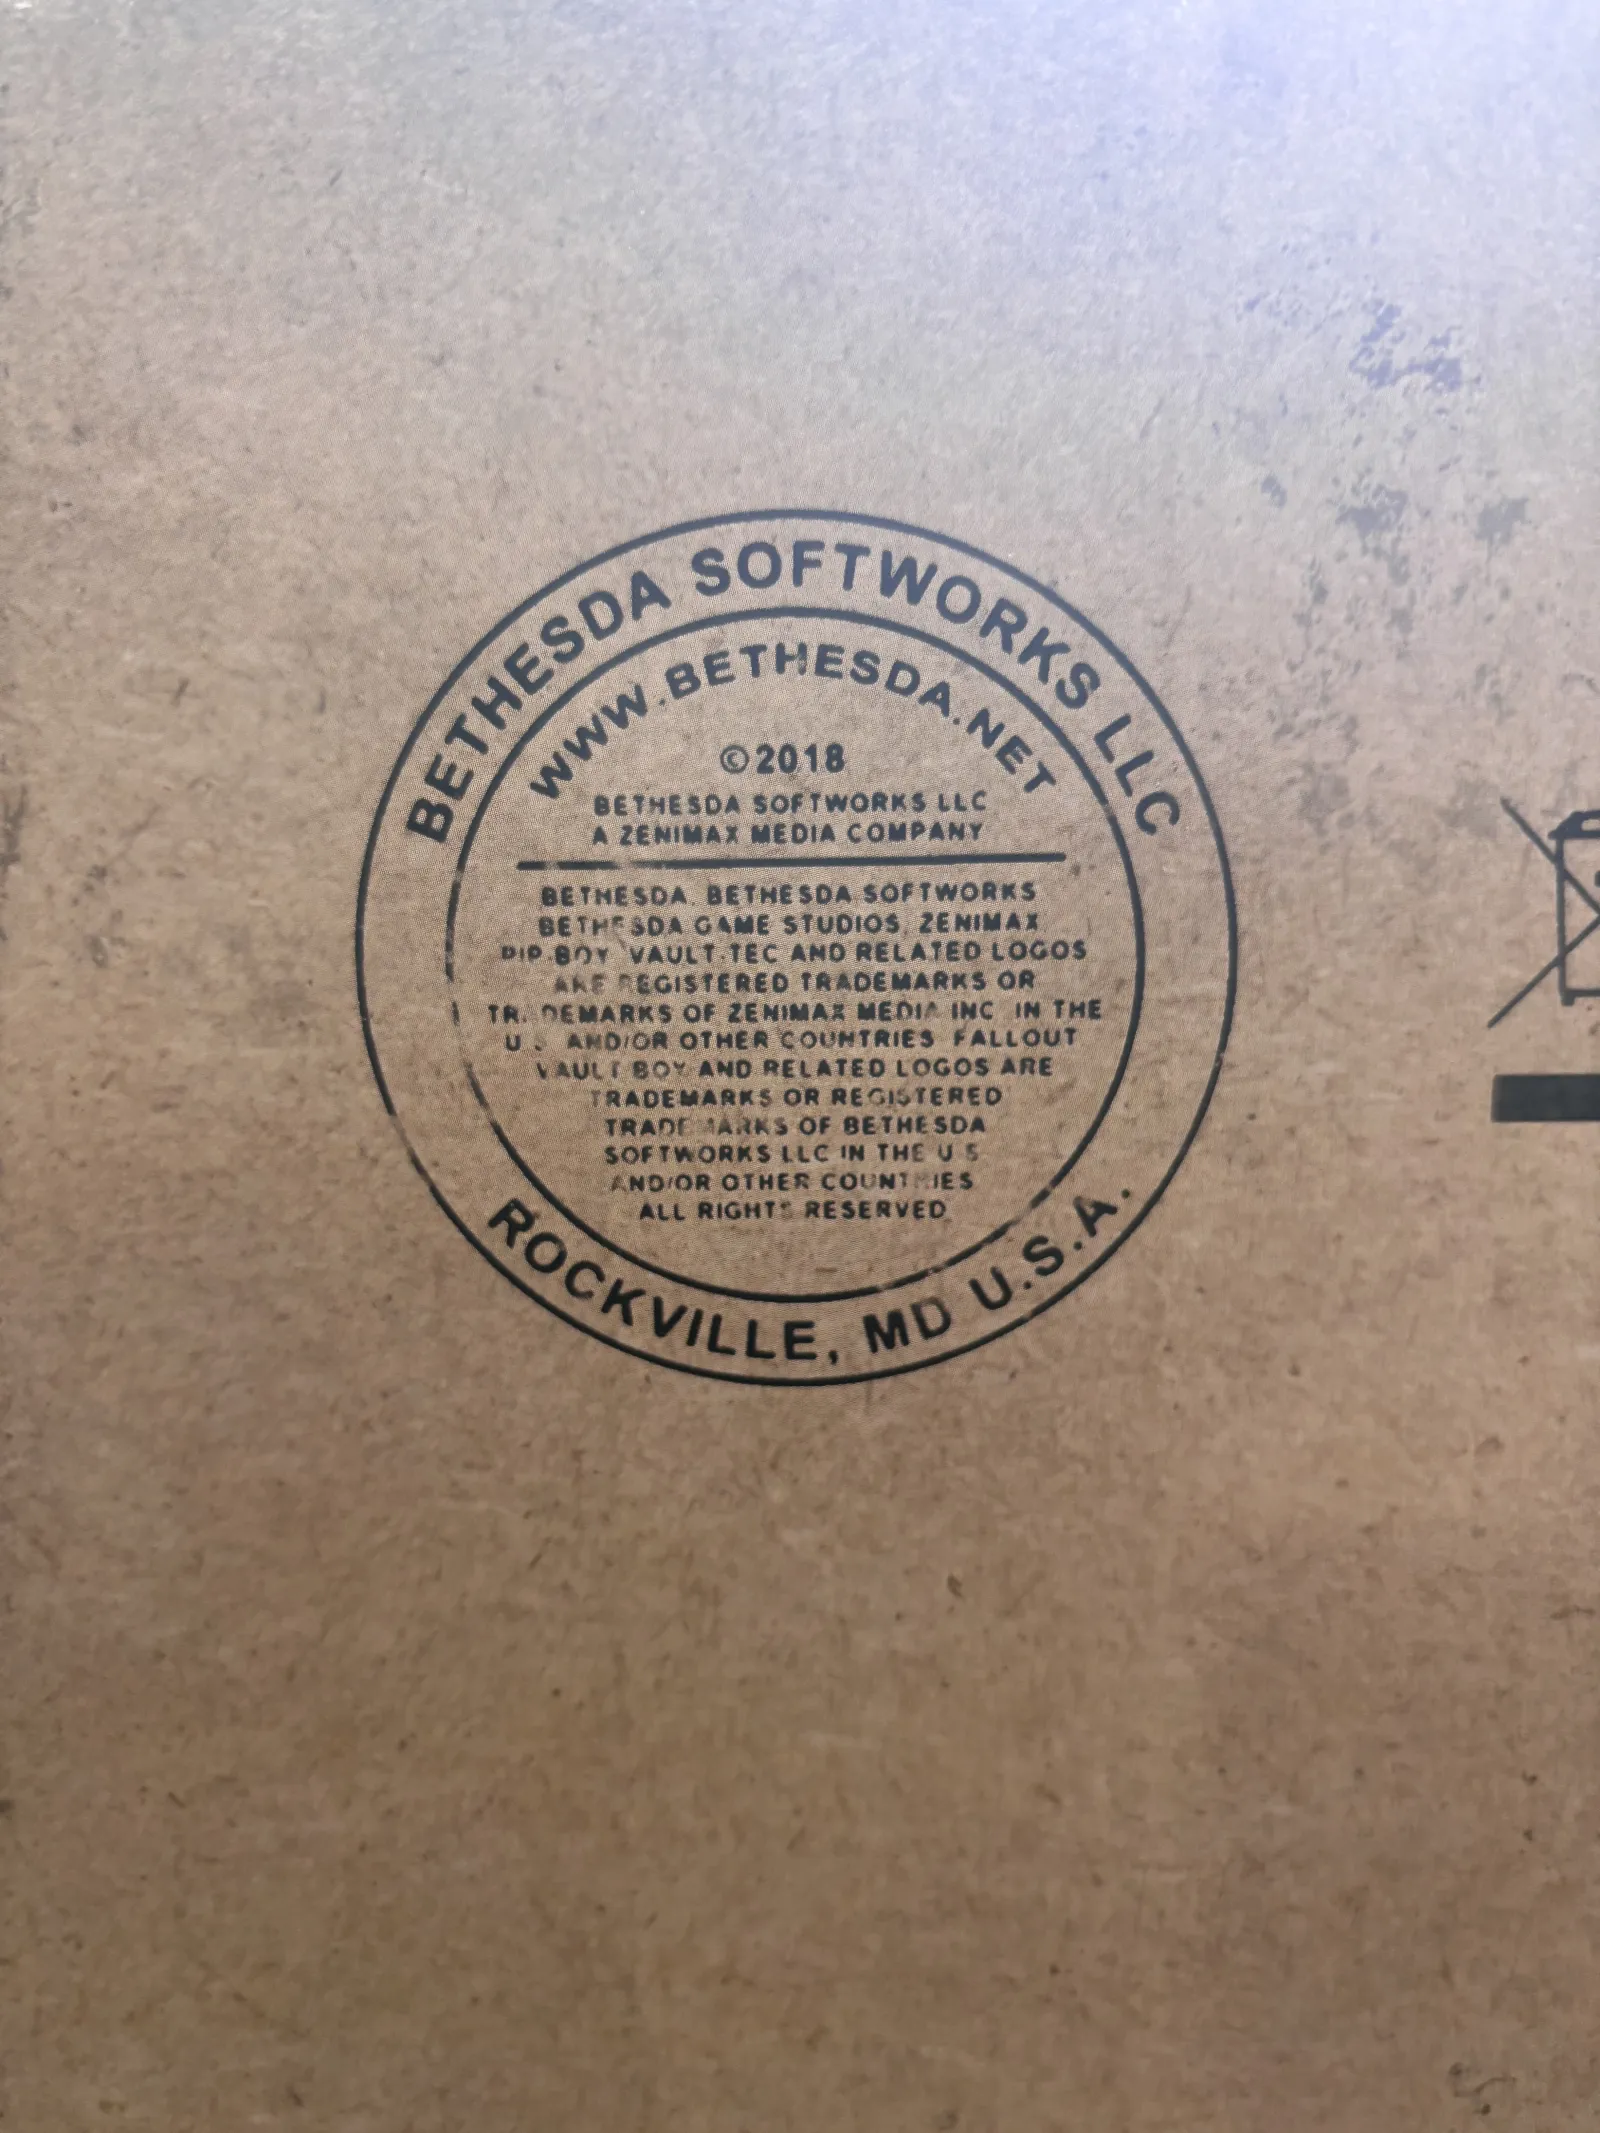 BETHESDA SOFTWORKS LLC
WWW.BETHESDA.NET
©2018
BETHESDA SOFTWORKS LLC
A ZENIMAX MEDIA COMPANY
BETHESDA, BETHESDA SOFTWORKS
BETHESDA GAME STUDIOS, ZENIMAX
PIP-BOY VAULT-TEC AND RELATED LOGOS
ARE REGISTERED TRADEMARKS OR
TRADEMARKS OF ZENIMAX MEDIA INC IN THE
U S AND/OR OTHER COUNTRIES FALLOUT
VAULT BOY AND RELATED LOGOS ARE
TRADEMARKS OR REGISTERED
TRADEMARKS OF BETHESDA
SOFTWORKS LLC IN THE U S
AND/OR OTHER COUNTRIES
ALL RIGHTS RESERVED
ROCKVILLE, MD U.S.A.